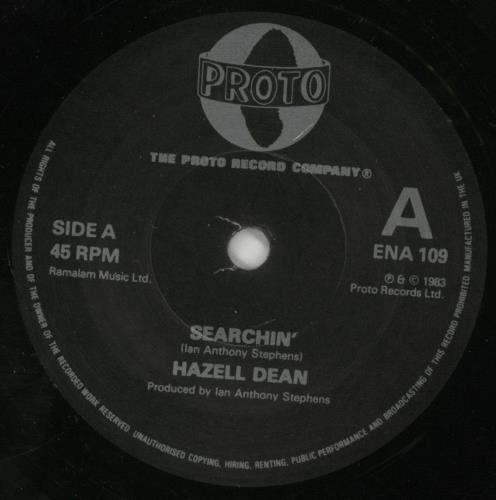 PROTO
THE PROTO RECORD COMPANY®
SIDE A
45 RPM
Ramalam Music Ltd.
A
ENA 109
℗ & © 1983
Proto Records Ltd.
SEARCHIN'
(Ian Anthony Stephens)
HAZELL DEAN
Produced by Ian Anthony Stephens
ALL RIGHTS OF THE PRODUCER AND OF THE OWNER OF THE RECORDED WORK RESERVED. UNAUTHORISED COPYING, HIRING, RENTING, PUBLIC PERFORMANCE AND BROADCASTING OF THIS RECORD PROHIBITED. MANUFACTURED IN THE UK